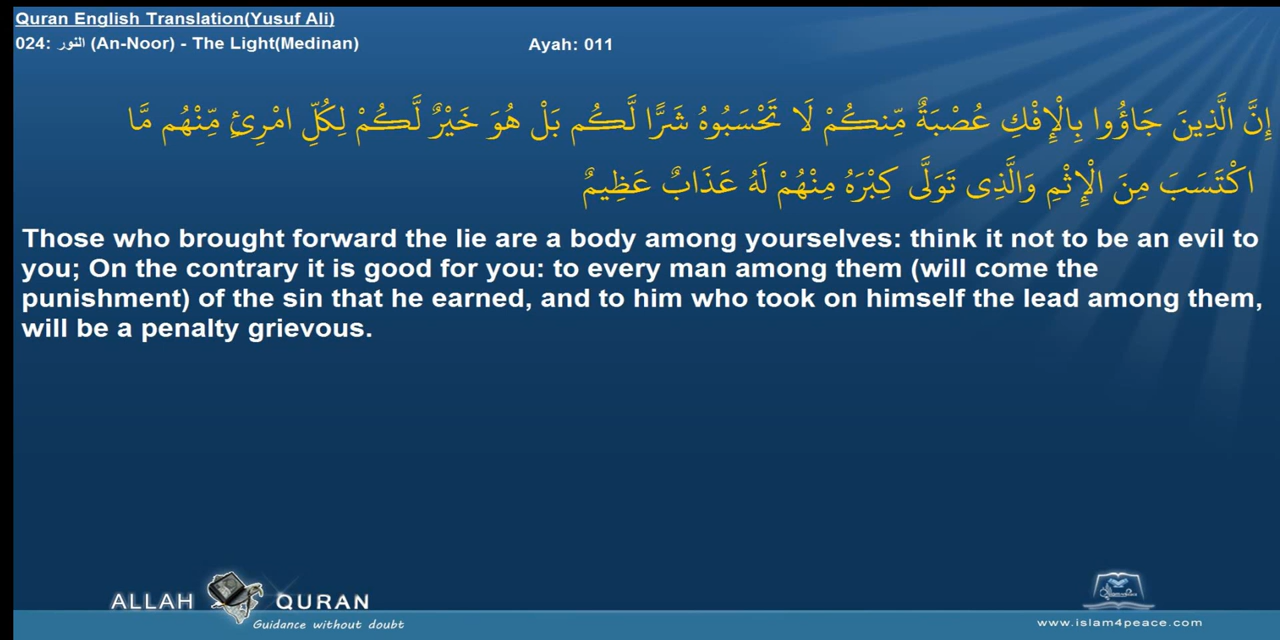 Quran English Translation(Yusuf Ali)
024: النور (An-Noor) - The Light(Medinan) Ayah: 011
إِنَّ الَّذِينَ جَاؤُوا بِالْإِفْكِ عُصْبَةٌ مِّنكُمْ لَا تَحْسَبُوهُ شَرًّا لَّكُم بَلْ هُوَ خَيْرٌ لَّكُمْ لِكُلِّ امْرِئٍ مِّنْهُم مَّا
اكْتَسَبَ مِنَ الْإِثْمِ وَالَّذِى تَوَلَّى كِبْرَهُ مِنْهُمْ لَهُ عَذَابٌ عَظِيمٌ
Those who brought forward the lie are a body among yourselves: think it not to be an evil to
you; On the contrary it is good for you: to every man among them (will come the
punishment) of the sin that he earned, and to him who took on himself the lead among them,
will be a penalty grievous.
ALLAH QURAN
Guidance without doubt
www.islam4peace.com